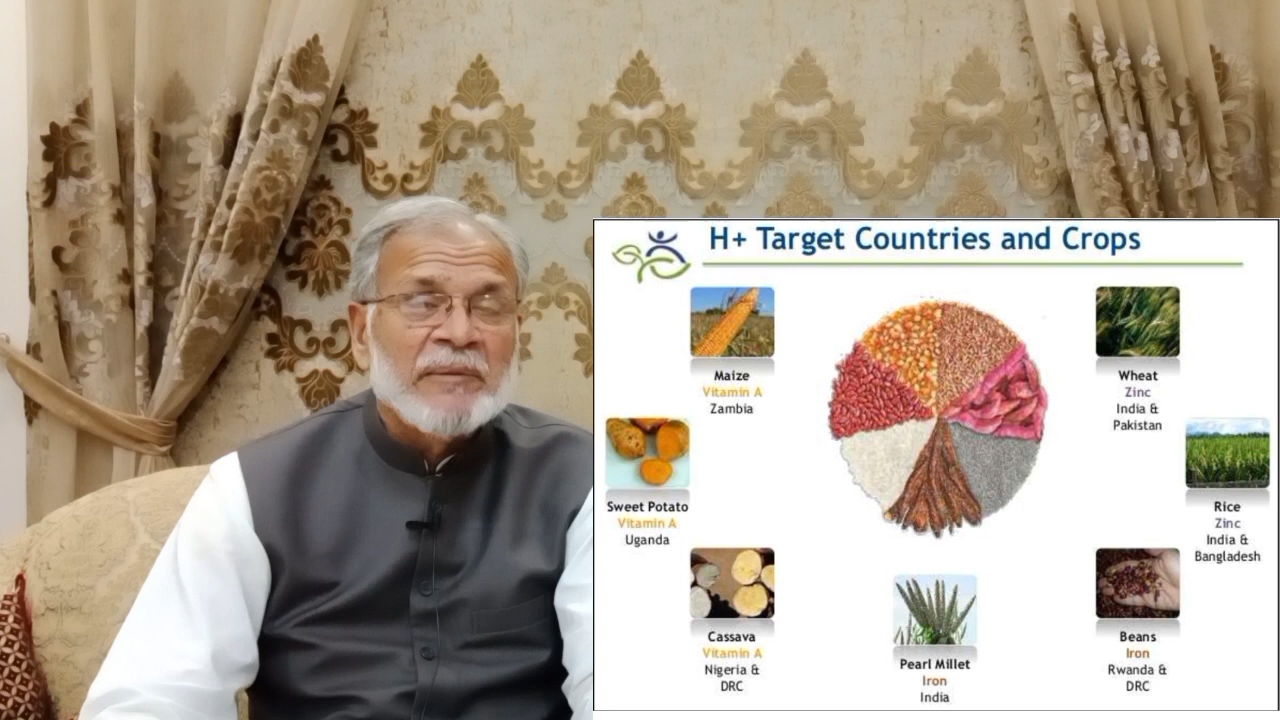 H+ Target Countries and Crops
Maize
Vitamin A
Zambia
Wheat
Zinc
India &
Pakistan
Sweet Potato
Vitamin A
Uganda
Rice
Zinc
India &
Bangladesh
Cassava
Vitamin A
Nigeria &
DRC
Pearl Millet
Iron
India
Beans
Iron
Rwanda &
DRC